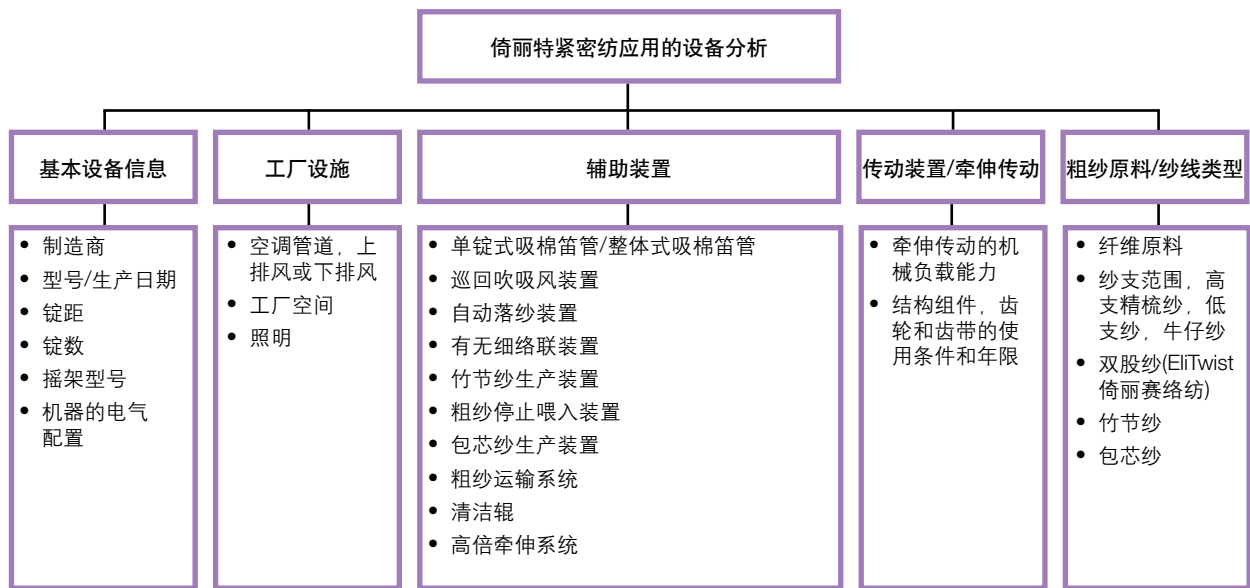 倚丽特紧密纺应用的设备分析
基本设备信息
工厂设施
辅助装置
传动装置/牵伸传动
粗纱原料/纱线类型
• 制造商
• 型号/生产日期
• 锭距
• 锭数
• 摇架型号
• 机器的电气
配置
• 空调管道，上
排风或下排风
• 工厂空间
• 照明
• 单锭式吸棉笛管/整体式吸棉笛管
• 巡回吹吸风装置
• 自动落纱装置
• 有无细络联装置
• 竹节纱生产装置
• 粗纱停止喂入装置
• 包芯纱生产装置
• 粗纱运输系统
• 清洁辊
• 高倍牵伸系统
• 牵伸传动的机
械负载能力
• 结构组件，齿
轮和齿带的使
用条件和年限
• 纤维原料
• 纱支范围，高
支精梳纱，低
支纱，牛仔纱
• 双股纱(EliTwist
倚丽赛络纺)
• 竹节纱
• 包芯纱